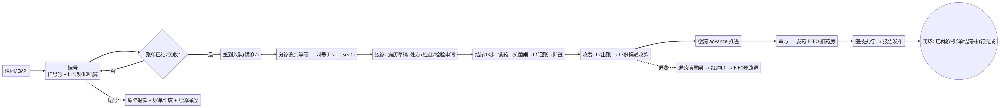 建档/EMPI
挂号
扣号源 + L1记账即结算
账单已结/免收?
否
是
退号
原路退款 + 账单作废 + 号源释放
签到入队(候诊2)
分诊改判等级 → 叫号(level↑,seq↑)
接诊: 病历草稿+处方+检查/检验申请
结诊13步: 锁药→抗菌闸→L1记账→即签
收费: L2出账 → L3多渠道收款
退费
退药前置闸 → 红冲L1 → FIFO原路退
缴清 advance 推进
审方 → 发药 FEFO 扣药房
医技执行 → 报告发布
闭环: 已就诊+账单结清+执行完成